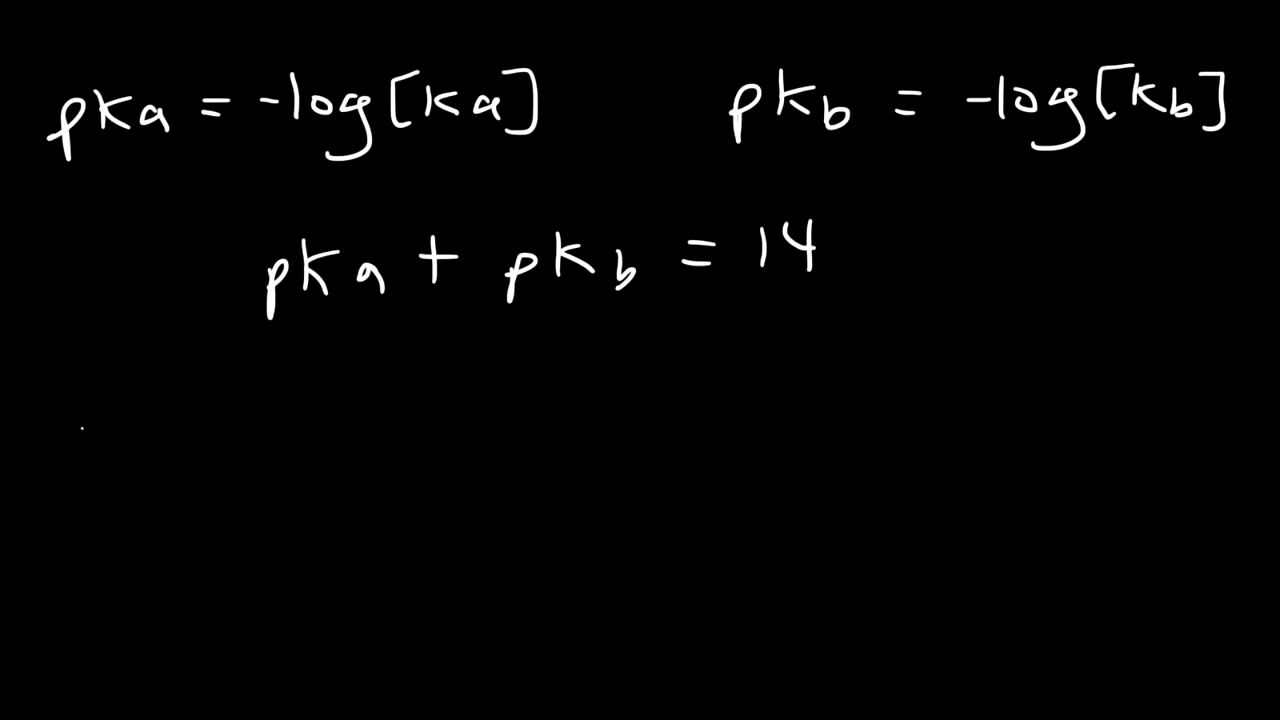 pKa = -log[Ka] pKb = -log[Kb]
pKa + pKb = 14